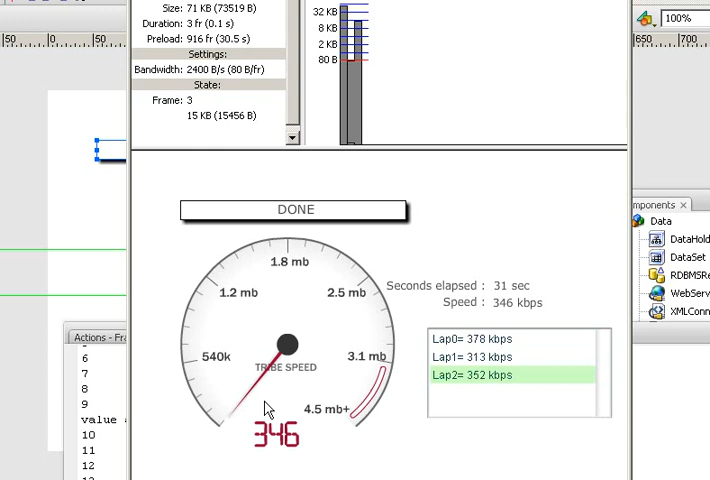 Size: 71 KB (73519 B)
Duration: 3 fr (0.1 s)
Preload: 916 fr (30.5 s)
Settings:
Bandwidth: 2400 B/s (80 B/fr)
State:
Frame: 3
15 KB (15456 B)
32 KB
8 KB
2 KB
80 B
100%
|50
|0
|50
|650
|700
DONE
1.8 mb
1.2 mb
2.5 mb
540k
3.1 mb
TRIBE SPEED
4.5 mb+
346
Seconds elapsed : 31 sec
Speed : 346 kbps
Lap0= 378 kbps
Lap1= 313 kbps
Lap2= 352 kbps
mponents
Data
DataHold
DataSet
RDBMSRe
WebServ
XMLConn
Actions - Fra
6
7
8
9
value
10
11
12
13